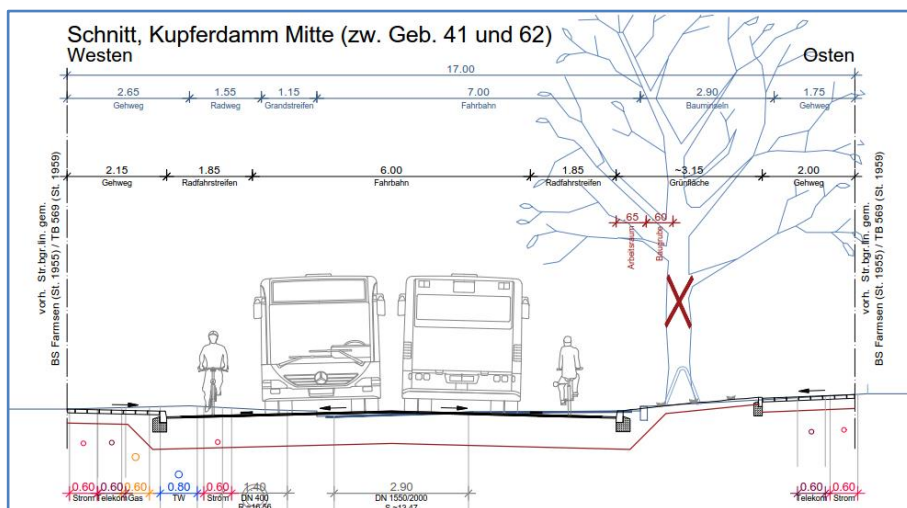 Schnitt, Kupferdamm Mitte (zw. Geb. 41 und 62)
Westen
Osten
17.00
2.65 1.55 1.15 7.00 2.90 1.75
Gehweg Radweg Grandstreifen Fahrbahn Bauminseln Gehweg
2.15 1.85 6.00 1.85 ~3.15 2.00
Gehweg Radfahrstreifen Fahrbahn Radfahrstreifen Grünfläche Gehweg
65 60
Arbeitsraum
Baugrube
vorh. Str.bgr.lin. gem.
BS Farmsen (St. 1955) / TB 569 (St. 1959)
vorh. Str.bgr.lin. gem.
BS Farmsen (St. 1955) / TB 569 (St. 1959)
0.60 0.60 0.60 0.80 0.60 1.40 2.90 0.60 0.60
Strom Telekom Gas TW Strom DN 400 DN 1550/2000 Telekom Strom